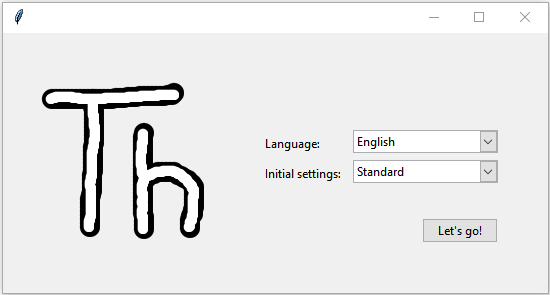 Th
Language: English
Initial settings: Standard
Let's go!